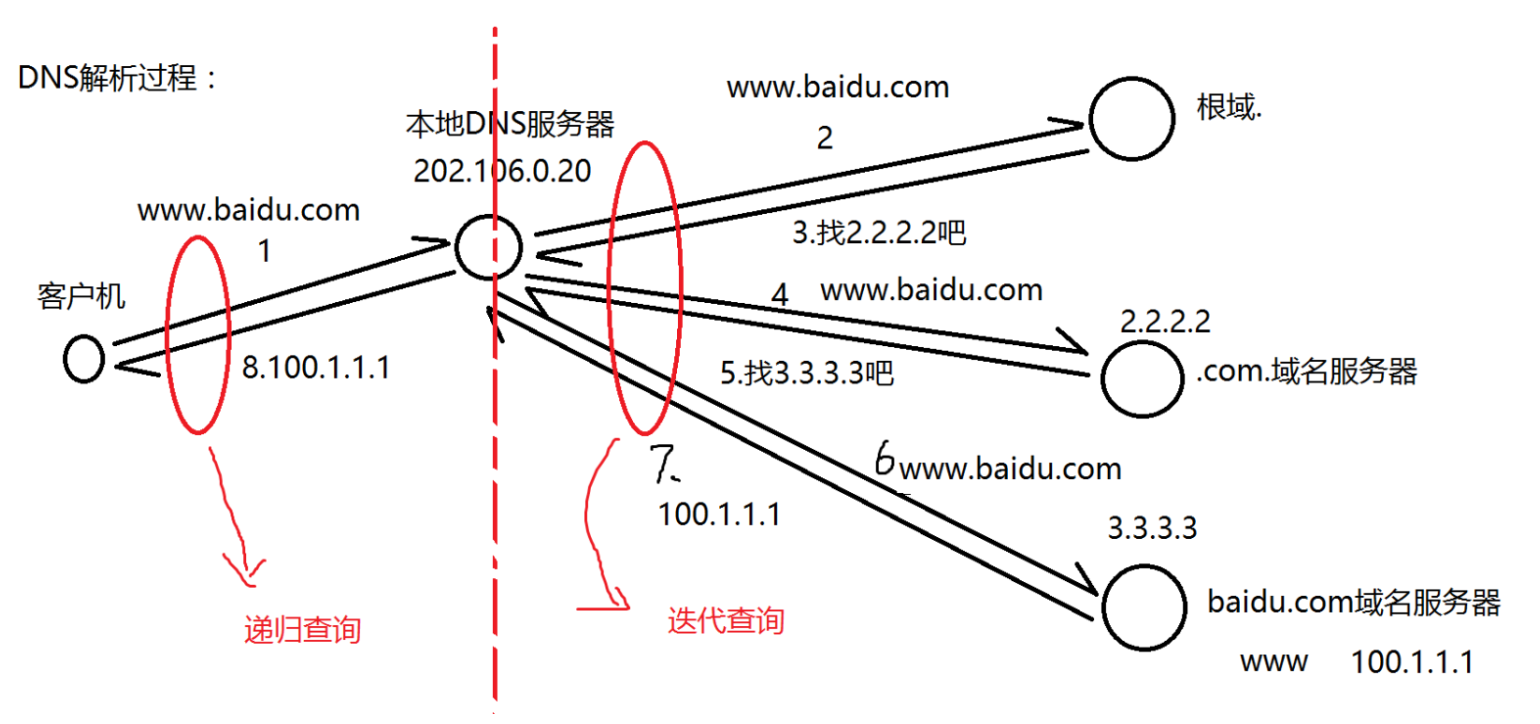 DNS解析过程：
www.baidu.com
2
根域.
本地DNS服务器
202.106.0.20
www.baidu.com
1
3.找2.2.2.2吧
客户机
4
www.baidu.com
2.2.2.2
.com.域名服务器
8.100.1.1.1
5.找3.3.3.3吧
7.
100.1.1.1
6
www.baidu.com
3.3.3.3
baidu.com域名服务器
www 100.1.1.1
递归查询
迭代查询